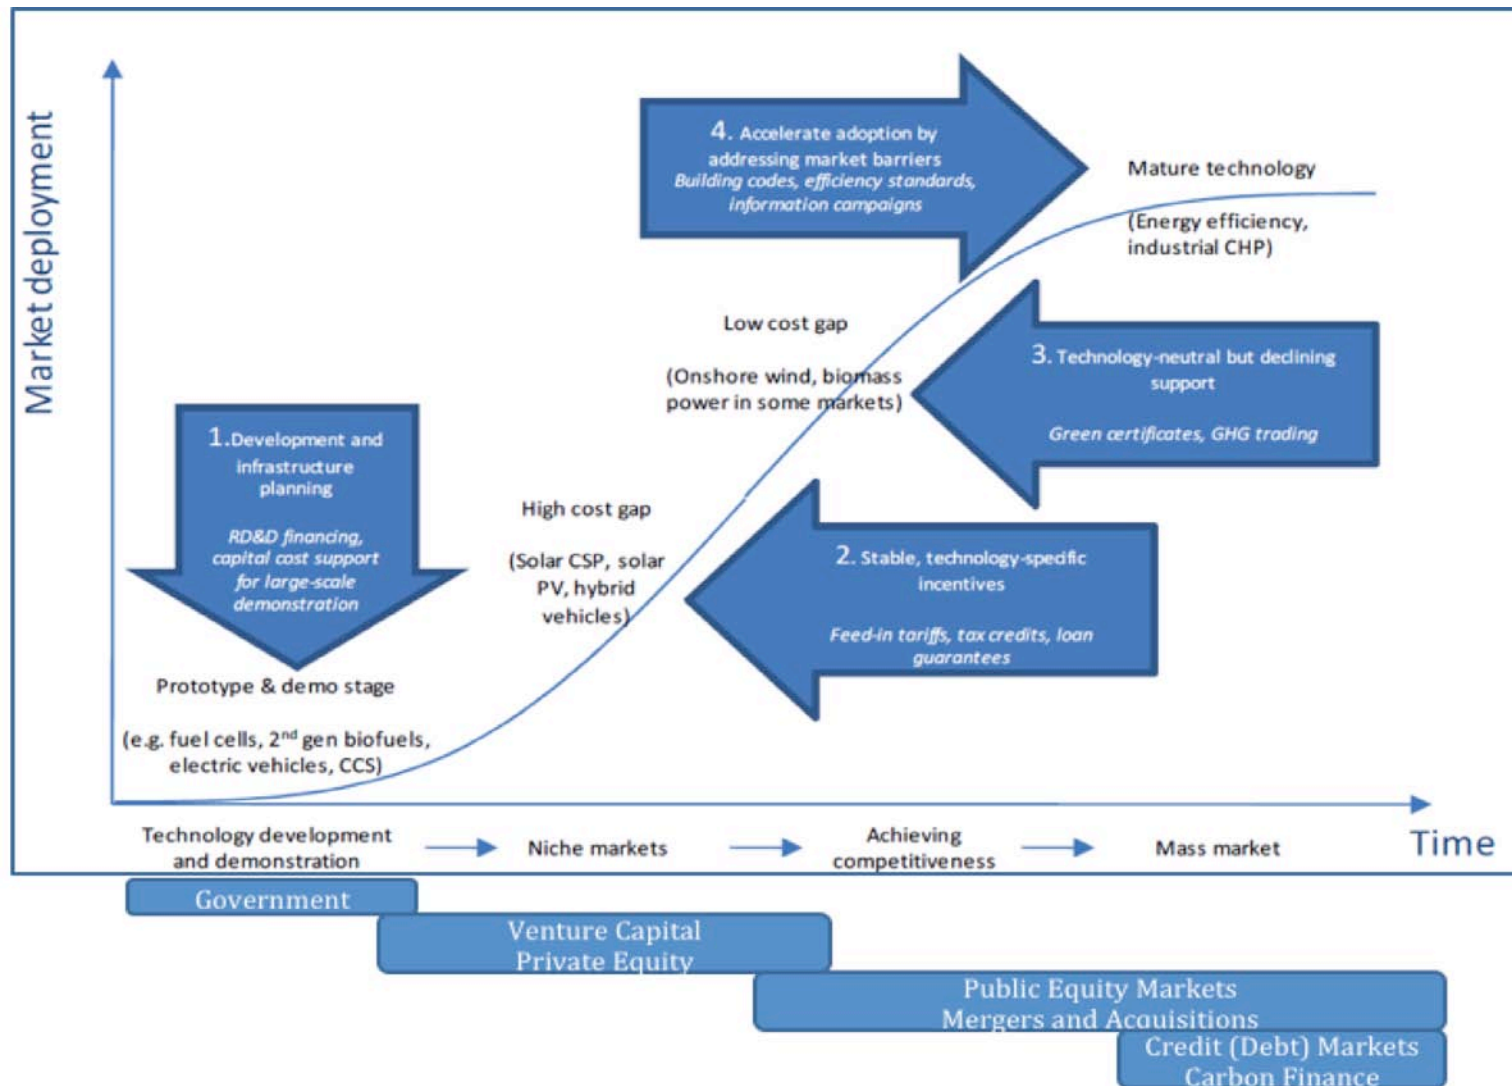 Market deployment
4. Accelerate adoption by
addressing market barriers
Building codes, efficiency standards,
information campaigns
Mature technology
(Energy efficiency,
industrial CHP)
Low cost gap
(Onshore wind, biomass
power in some markets)
3. Technology-neutral but declining
support
Green certificates, GHG trading
1.Development and
infrastructure
planning
RD&D financing,
capital cost support
for large-scale
demonstration
High cost gap
(Solar CSP, solar
PV, hybrid
vehicles)
2. Stable, technology-specific
incentives
Feed-in tariffs, tax credits, loan
guarantees
Prototype & demo stage
(e.g. fuel cells, 2nd gen biofuels,
electric vehicles, CCS)
Technology development
and demonstration
Niche markets
Achieving
competitiveness
Mass market
Time
Government
Venture Capital
Private Equity
Public Equity Markets
Mergers and Acquisitions
Credit (Debt) Markets
Carbon Finance